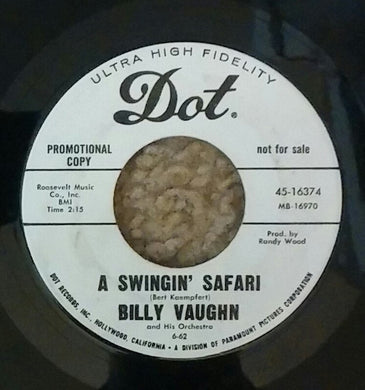 ULTRA HIGH FIDELITY
Dot.
PROMOTIONAL
COPY
not for sale
Roosevelt Music
Co., Inc.
BMI
Time 2:15
45-16374
MB-16970
Prod. by
Randy Wood
A SWINGIN' SAFARI
(Bert Kaempfert)
BILLY VAUGHN
and His Orchestra
6-62
DOT RECORDS, INC. • HOLLYWOOD, CALIFORNIA • A DIVISION OF PARAMOUNT PICTURES CORPORATION